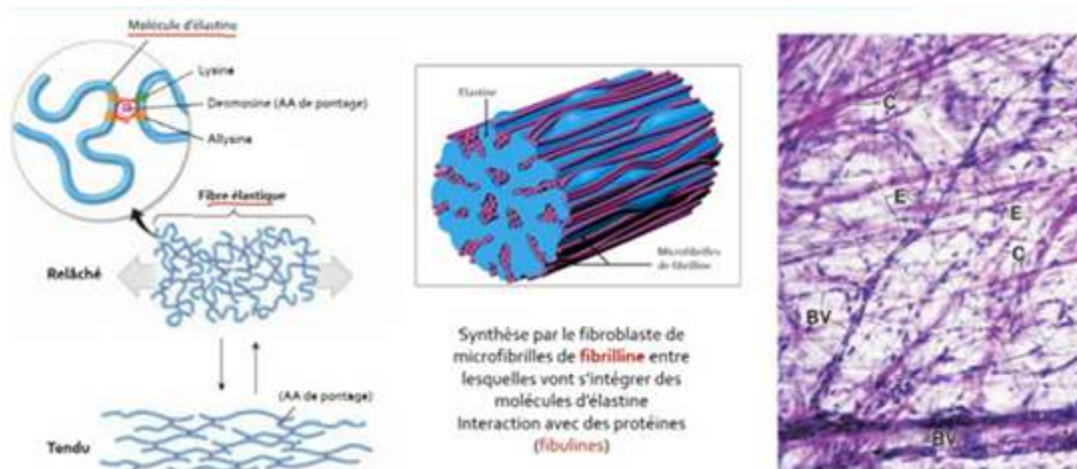 Molécule d'élastine
Lysine
Desmosine (AA de pontage)
Allysine
Fibre élastique
Relâché
(AA de pontage)
Tendu
Elastine
Microfibrilles
de fibrilline
Synthèse par le fibroblaste de
microfibrilles de fibrilline entre
lesquelles vont s'intégrer des
molécules d'élastine
Interaction avec des protéines
(fibulines)
C
E
E
C
BV
BV